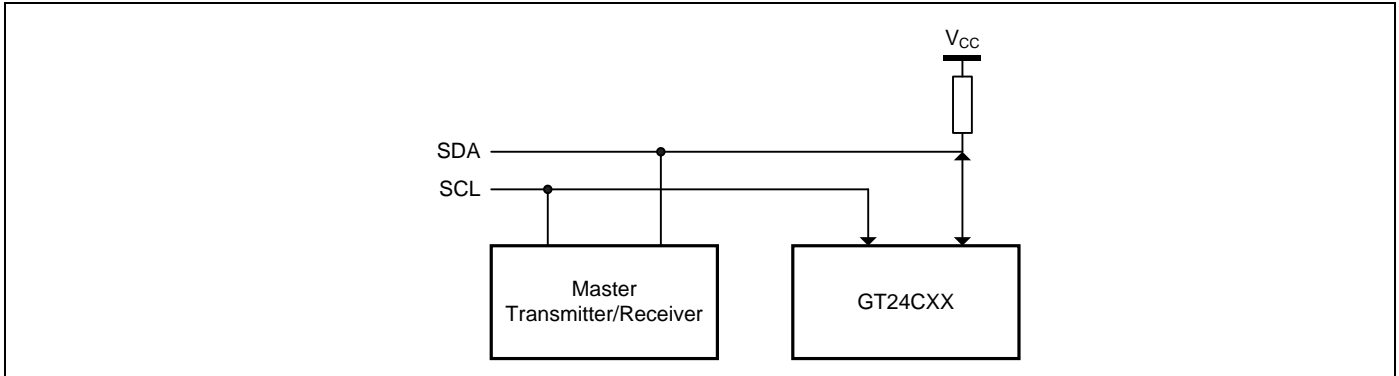 VCC
SDA
SCL
Master
Transmitter/Receiver
GT24CXX